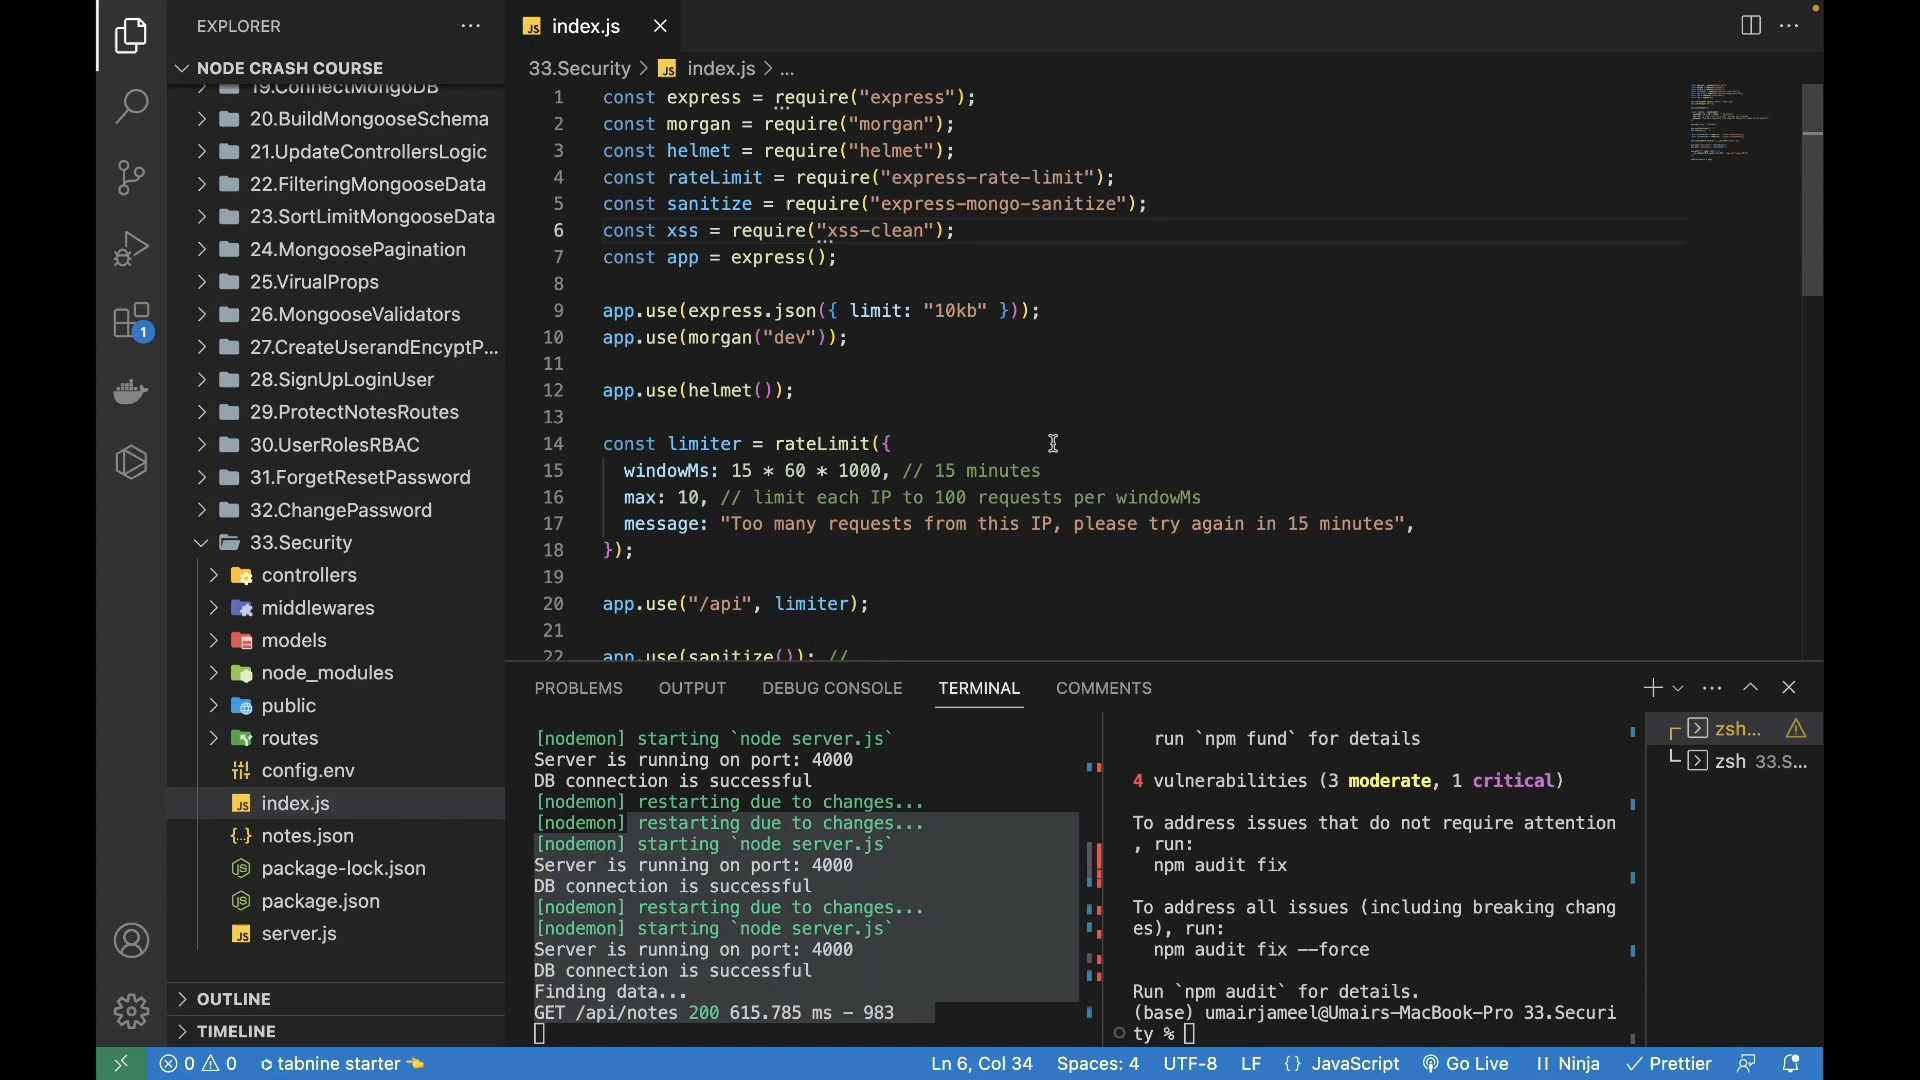 EXPLORER
NODE CRASH COURSE
19.ConnectMongoDB
20.BuildMongooseSchema
21.UpdateControllersLogic
22.FilteringMongooseData
23.SortLimitMongooseData
24.MongoosePagination
25.VirualProps
26.MongooseValidators
27.CreateUserandEncyptP...
28.SignUpLoginUser
29.ProtectNotesRoutes
30.UserRolesRBAC
31.ForgetResetPassword
32.ChangePassword
33.Security
controllers
middlewares
models
node_modules
public
routes
config.env
JS index.js
{..} notes.json
package-lock.json
package.json
JS server.js
OUTLINE
TIMELINE
1
JS index.js
33.Security > JS index.js > ...
1 const express = require("express");
2 const morgan = require("morgan");
3 const helmet = require("helmet");
4 const rateLimit = require("express-rate-limit");
5 const sanitize = require("express-mongo-sanitize");
6 const xss = require("xss-clean");
7 const app = express();
8
9 app.use(express.json({ limit: "10kb" }));
10 app.use(morgan("dev"));
11
12 app.use(helmet());
13
14 const limiter = rateLimit({
15 windowMs: 15 * 60 * 1000, // 15 minutes
16 max: 10, // limit each IP to 100 requests per windowMs
17 message: "Too many requests from this IP, please try again in 15 minutes",
18 });
19
20 app.use("/api", limiter);
21
22 app.use(sanitize()); //
PROBLEMS OUTPUT DEBUG CONSOLE TERMINAL COMMENTS
[nodemon] starting `node server.js`
Server is running on port: 4000
DB connection is successful
[nodemon] restarting due to changes...
[nodemon] restarting due to changes...
[nodemon] starting `node server.js`
Server is running on port: 4000
DB connection is successful
[nodemon] restarting due to changes...
[nodemon] starting `node server.js`
Server is running on port: 4000
DB connection is successful
Finding data...
GET /api/notes 200 615.785 ms - 983
run `npm fund` for details
4 vulnerabilities (3 moderate, 1 critical)
To address issues that do not require attention
, run:
npm audit fix
To address all issues (including breaking chang
es), run:
npm audit fix --force
Run `npm audit` for details.
(base) umairjameel@Umairs-MacBook-Pro 33.Securi
ty %
zsh...
zsh 33.S...
0 0 tabnine starter Ln 6, Col 34 Spaces: 4 UTF-8 LF {} JavaScript Go Live Ninja Prettier